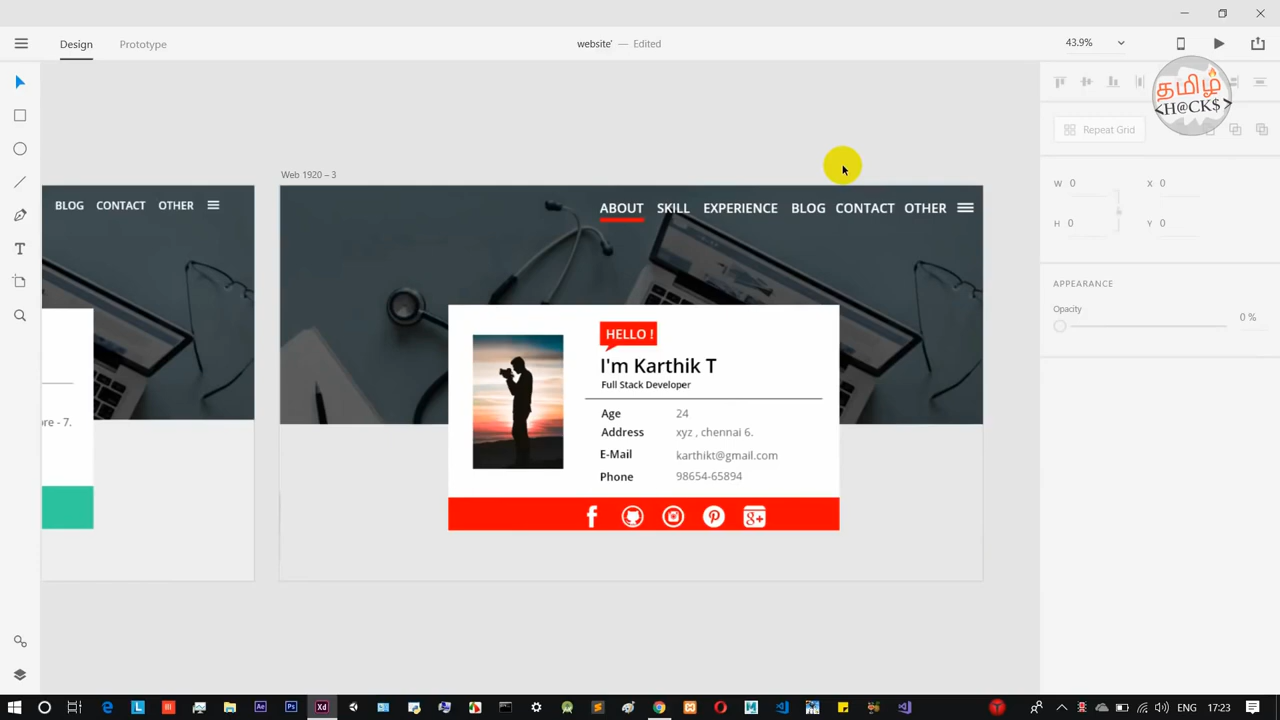 Design
Prototype
website' — Edited
43.9%
தமிழ்
<H@CK$>
Repeat Grid
W 0
X 0
H 0
Y 0
APPEARANCE
Opacity
0 %
Web 1920 – 3
BLOG CONTACT OTHER
ABOUT SKILL EXPERIENCE BLOG CONTACT OTHER
HELLO !
I'm Karthik T
Full Stack Developer
Age 24
Address xyz , chennai 6.
E-Mail karthikt@gmail.com
Phone 98654-65894
ore - 7.
ENG 17:23